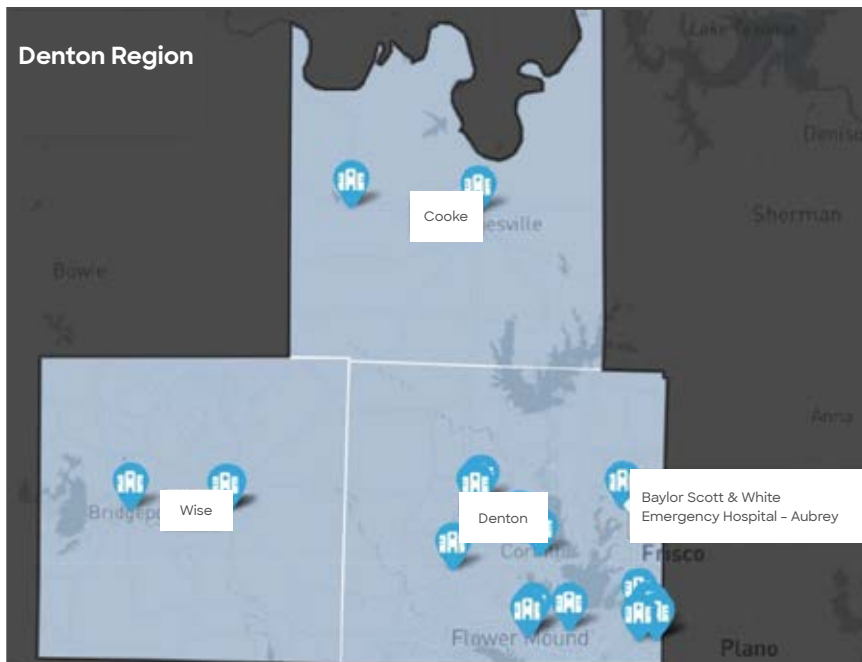 Denton Region
Lake Texoma
Denison
Sherman
Cooke
Bowie
Anna
Wise
Denton
Baylor Scott & White
Emergency Hospital – Aubrey
Frisco
Flower Mound
Plano